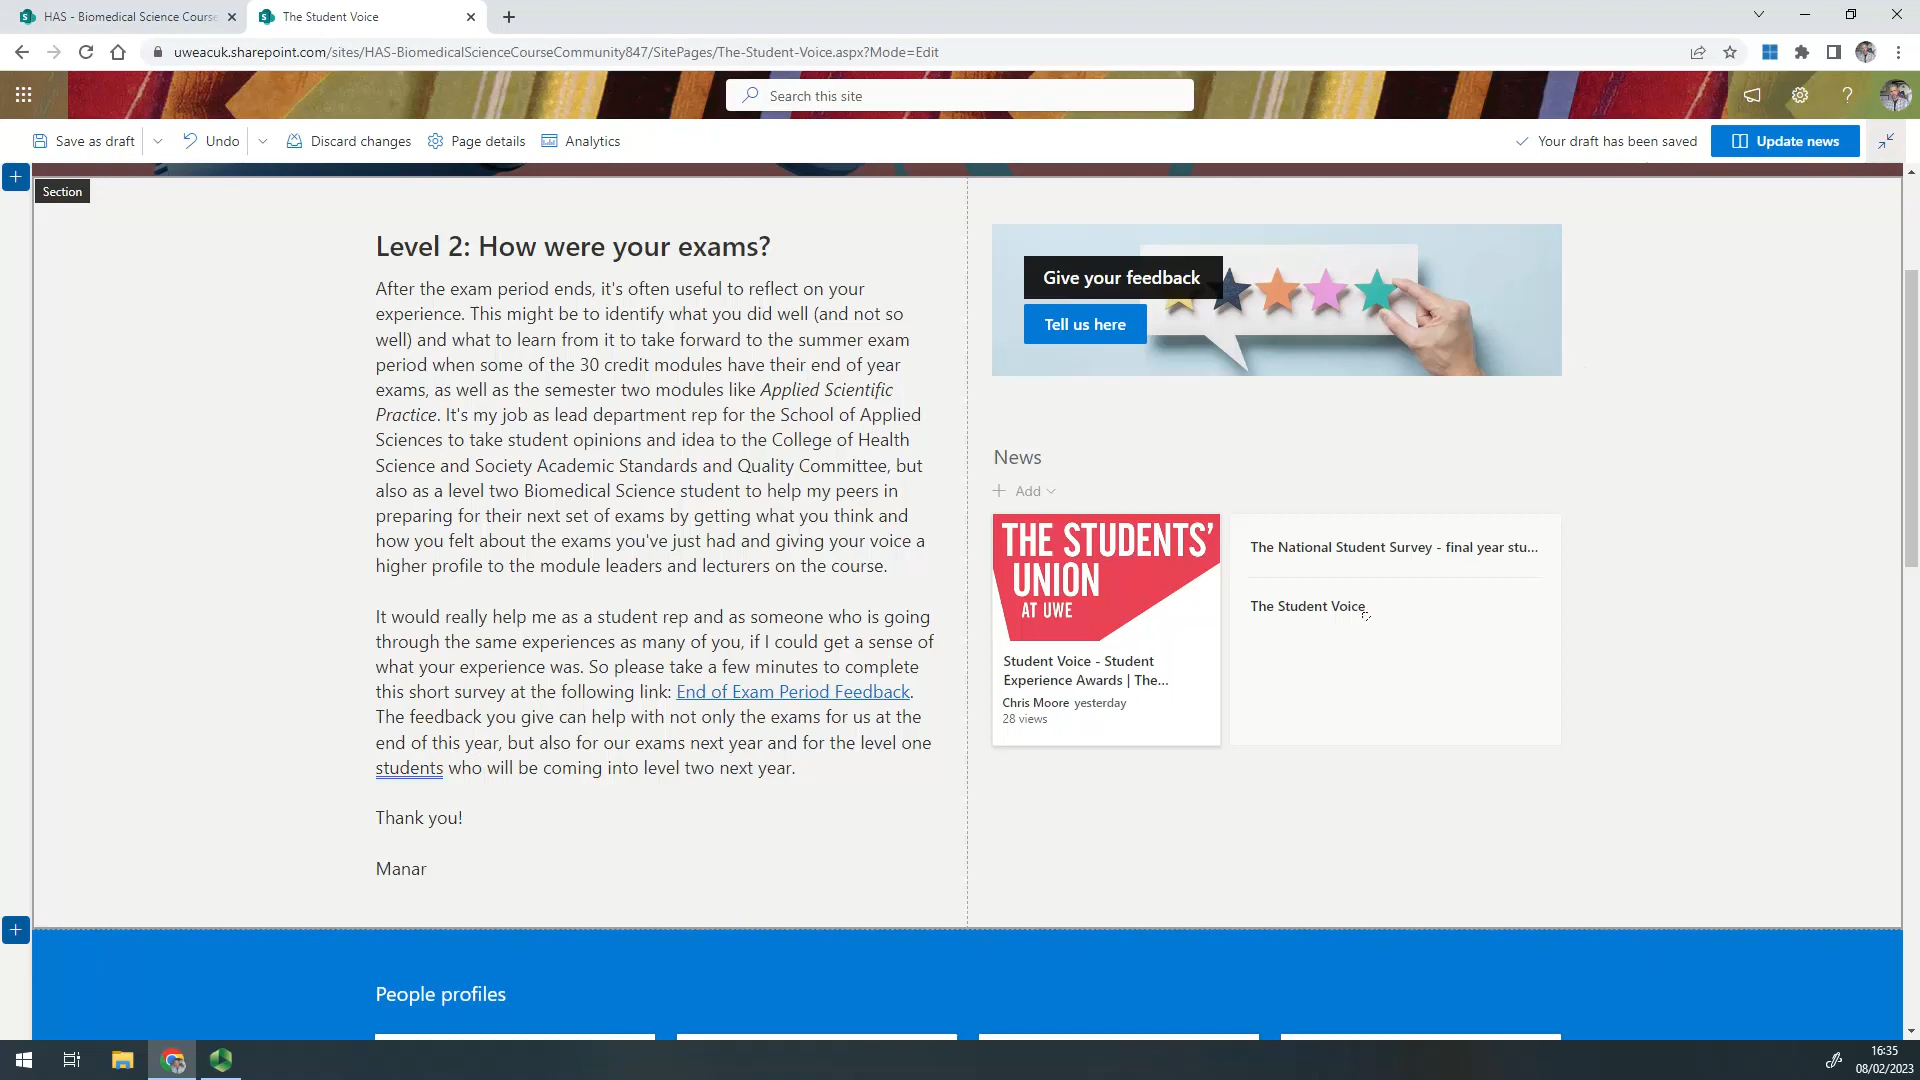 HAS - Biomedical Science Course
The Student Voice
uweacuk.sharepoint.com/sites/HAS-BiomedicalScienceCourseCommunity847/SitePages/The-Student-Voice.aspx?Mode=Edit
Search this site
Save as draft
Undo
Discard changes
Page details
Analytics
Your draft has been saved
Update news
Section
Level 2: How were your exams?
After the exam period ends, it's often useful to reflect on your
experience. This might be to identify what you did well (and not so
well) and what to learn from it to take forward to the summer exam
period when some of the 30 credit modules have their end of year
exams, as well as the semester two modules like Applied Scientific
Practice. It's my job as lead department rep for the School of Applied
Sciences to take student opinions and idea to the College of Health
Science and Society Academic Standards and Quality Committee, but
also as a level two Biomedical Science student to help my peers in
preparing for their next set of exams by getting what you think and
how you felt about the exams you've just had and giving your voice a
higher profile to the module leaders and lecturers on the course.
It would really help me as a student rep and as someone who is going
through the same experiences as many of you, if I could get a sense of
what your experience was. So please take a few minutes to complete
this short survey at the following link: End of Exam Period Feedback.
The feedback you give can help with not only the exams for us at the
end of this year, but also for our exams next year and for the level one
students who will be coming into level two next year.
Thank you!
Manar
Give your feedback
Tell us here
News
Add
THE STUDENTS'
UNION
AT UWE
Student Voice - Student
Experience Awards | The...
Chris Moore yesterday
28 views
The National Student Survey - final year stu...
The Student Voice
People profiles
16:35
08/02/2023